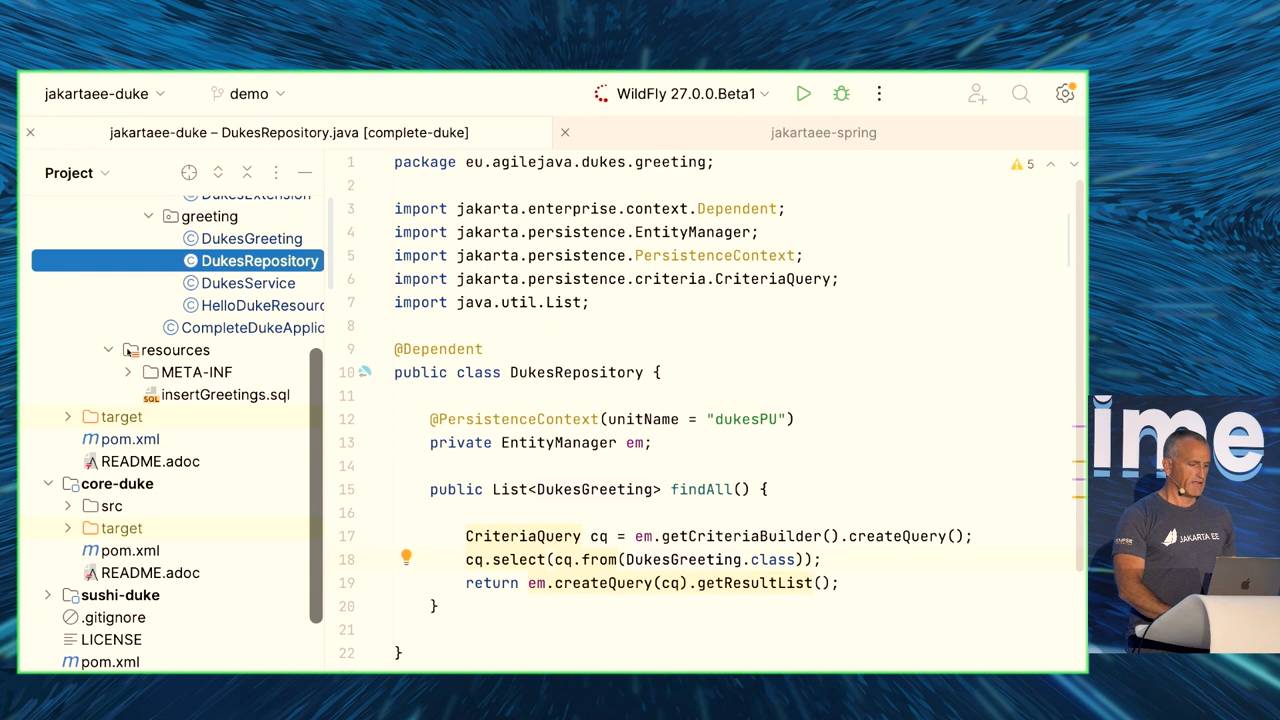 jakartaee-duke
demo
WildFly 27.0.0.Beta1
jakartaee-duke – DukesRepository.java [complete-duke]
jakartaee-spring
Project
DukesExtension
greeting
DukesGreeting
DukesRepository
DukesService
HelloDukeResourc
CompleteDukeApplic
resources
META-INF
insertGreetings.sql
target
pom.xml
README.adoc
core-duke
src
target
pom.xml
README.adoc
sushi-duke
.gitignore
LICENSE
pom.xml
5
1 package eu.agilejava.dukes.greeting;
2
3 import jakarta.enterprise.context.Dependent;
4 import jakarta.persistence.EntityManager;
5 import jakarta.persistence.PersistenceContext;
6 import jakarta.persistence.criteria.CriteriaQuery;
7 import java.util.List;
8
9 @Dependent
10 public class DukesRepository {
11
12 @PersistenceContext(unitName = "dukesPU")
13 private EntityManager em;
14
15 public List<DukesGreeting> findAll() {
16
17 CriteriaQuery cq = em.getCriteriaBuilder().createQuery();
18 cq.select(cq.from(DukesGreeting.class));
19 return em.createQuery(cq).getResultList();
20 }
21
22 }
ime
JAKARTA EE